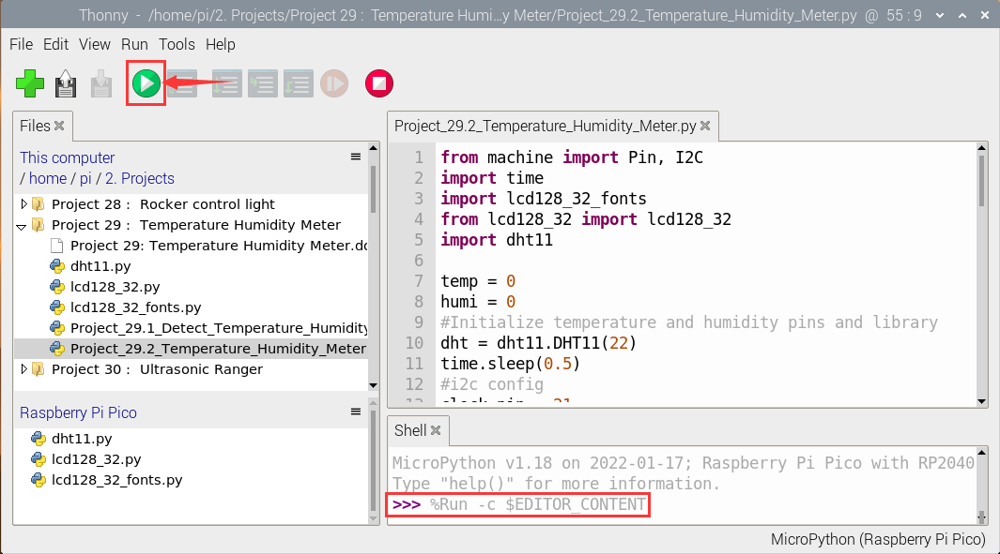 Thonny  -  /home/pi/2. Projects/Project 29 :  Temperature Humi…y Meter/Project_29.2_Temperature_Humidity_Meter.py  @  55 : 9
File Edit View Run Tools Help
Files
This computer
/ home / pi / 2. Projects
Project 28 :  Rocker control light
Project 29 :  Temperature Humidity Meter
Project 29: Temperature Humidity Meter.do
dht11.py
lcd128_32.py
lcd128_32_fonts.py
Project_29.1_Detect_Temperature_Humidity
Project_29.2_Temperature_Humidity_Meter
Project 30 :  Ultrasonic Ranger
Raspberry Pi Pico
dht11.py
lcd128_32.py
lcd128_32_fonts.py
Project_29.2_Temperature_Humidity_Meter.py
1 from machine import Pin, I2C
2 import time
3 import lcd128_32_fonts
4 from lcd128_32 import lcd128_32
5 import dht11
6
7 temp = 0
8 humi = 0
9 #Initialize temperature and humidity pins and library
10 dht = dht11.DHT11(22)
11 time.sleep(0.5)
12 #i2c config
Shell
MicroPython v1.18 on 2022-01-17; Raspberry Pi Pico with RP2040
Type "help()" for more information.
>>> %Run -c $EDITOR_CONTENT
MicroPython (Raspberry Pi Pico)